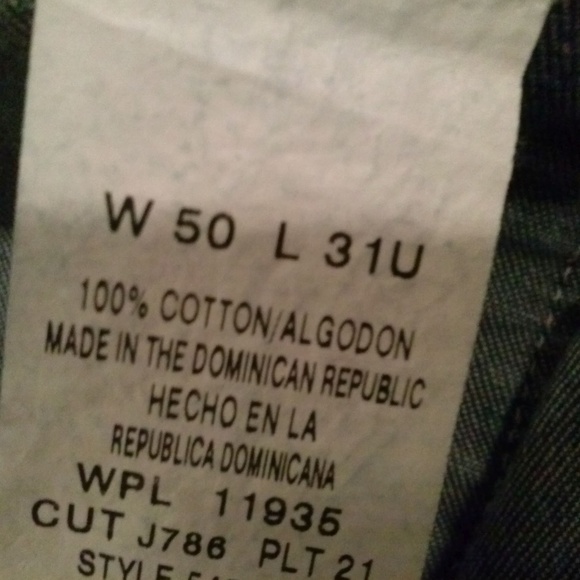 W 50 L 31U
100% COTTON/ALGODON
MADE IN THE DOMINICAN REPUBLIC
HECHO EN LA
REPUBLICA DOMINICANA
WPL 11935
CUT J786 PLT 21
STYLE